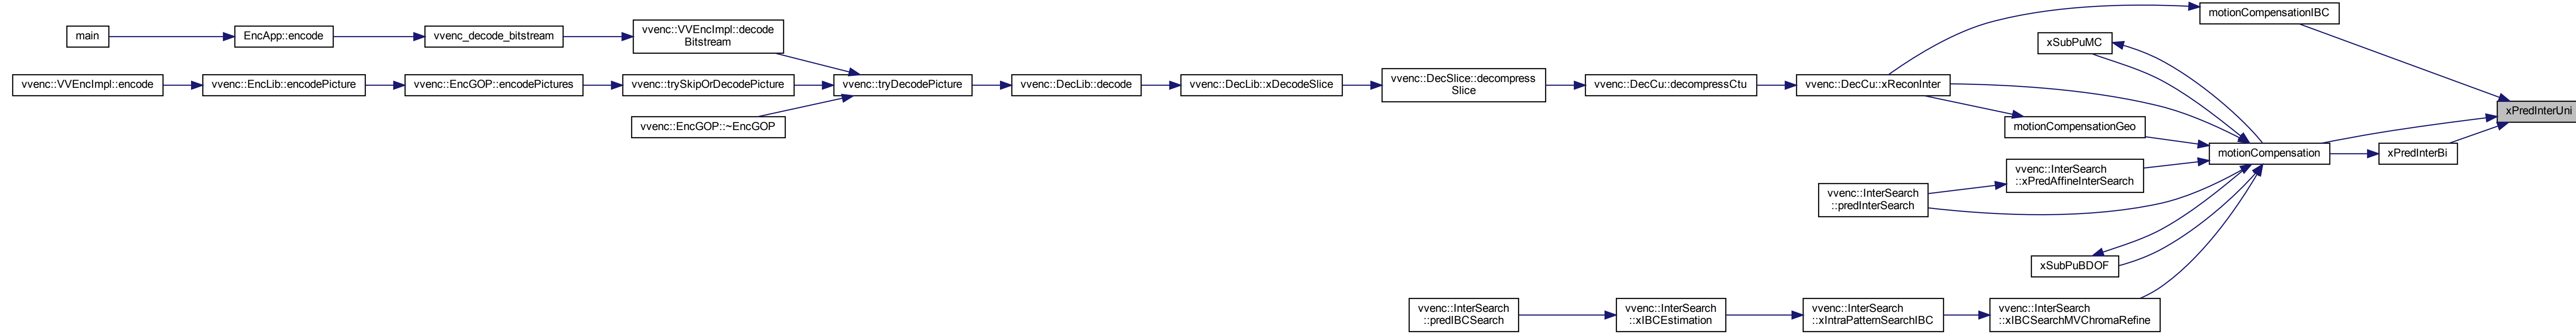 main
EncApp::encode
vvenc_decode_bitstream
vvenc::VVEncImpl::decode
Bitstream
vvenc::VVEncImpl::encode
vvenc::EncLib::encodePicture
vvenc::EncGOP::encodePictures
vvenc::trySkipOrDecodePicture
vvenc::EncGOP::~EncGOP
vvenc::tryDecodePicture
vvenc::DecLib::decode
vvenc::DecLib::xDecodeSlice
vvenc::DecSlice::decompress
Slice
vvenc::DecCu::decompressCtu
vvenc::DecCu::xReconInter
motionCompensationIBC
xSubPuMC
motionCompensationGeo
vvenc::InterSearch
::xPredAffineInterSearch
vvenc::InterSearch
::predInterSearch
xSubPuBDOF
vvenc::InterSearch
::predIBCSearch
vvenc::InterSearch
::xIBCEstimation
vvenc::InterSearch
::xIntraPatternSearchIBC
vvenc::InterSearch
::xIBCSearchMVChromaRefine
motionCompensation
xPredInterBi
xPredInterUni